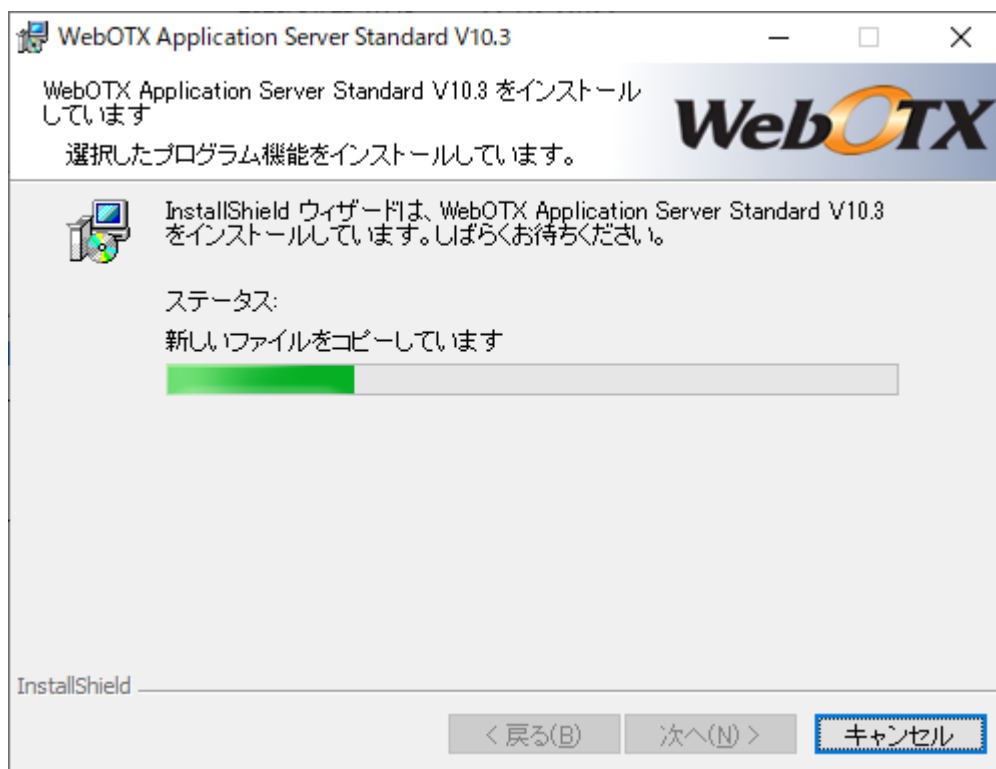 WebOTX Application Server Standard V10.3
WebOTX Application Server Standard V10.3 をインストール
しています
選択したプログラム機能をインストールしています。
WebOTX
InstallShield ウィザードは、WebOTX Application Server Standard V10.3
をインストールしています。しばらくお待ちください。
ステータス:
新しいファイルをコピーしています
InstallShield
< 戻る(B)
次へ(N) >
キャンセル